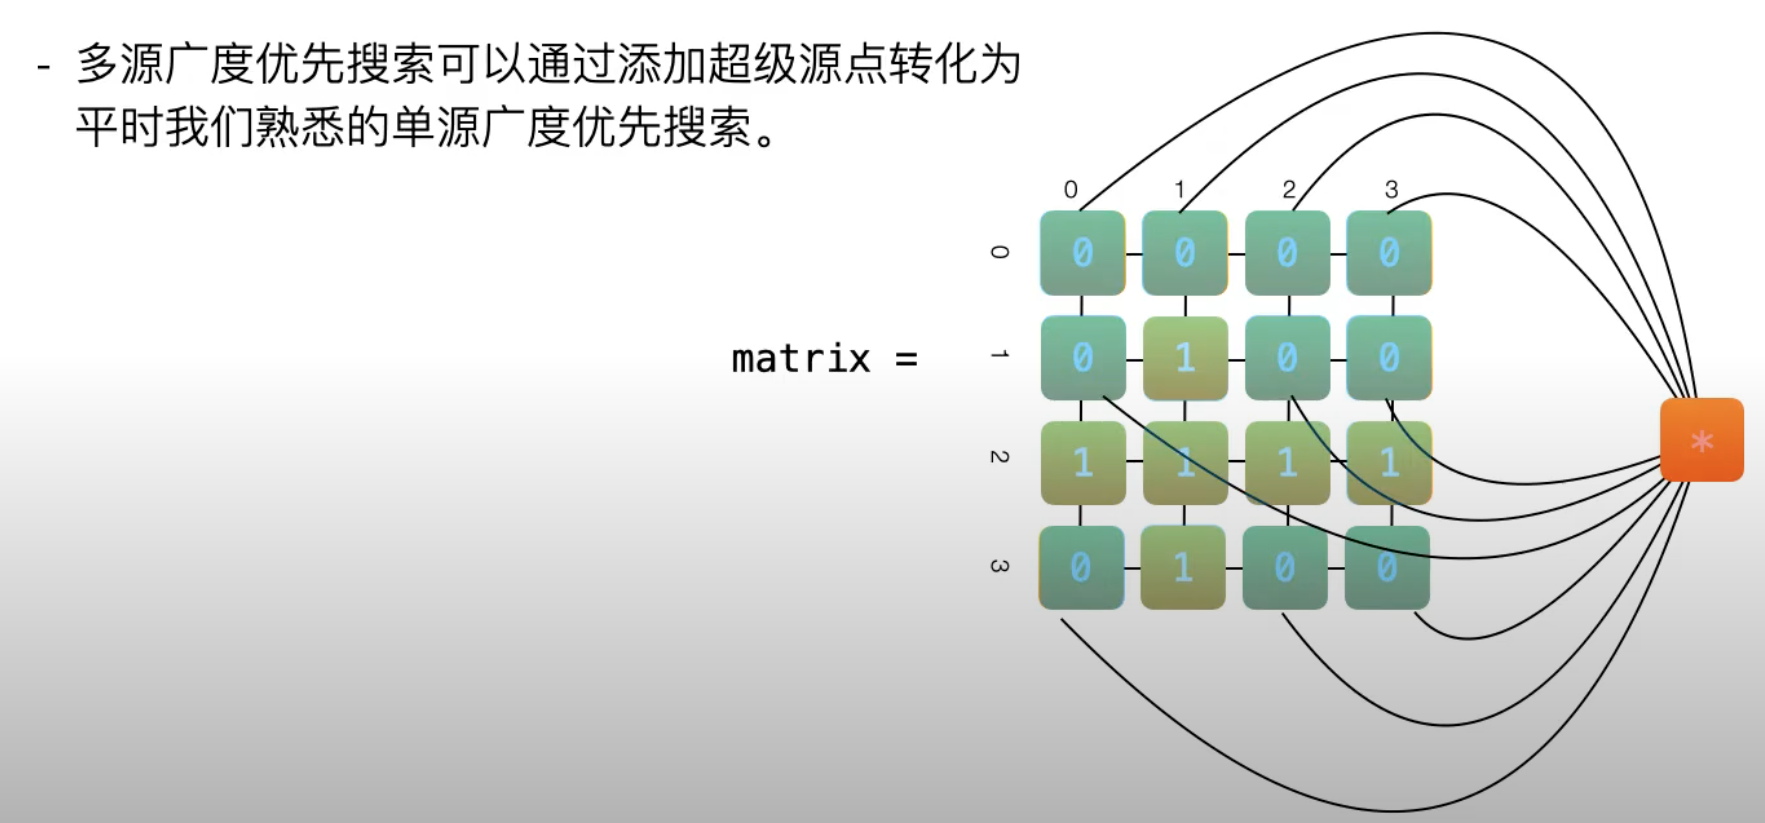 - 多源广度优先搜索可以通过添加超级源点转化为
平时我们熟悉的单源广度优先搜索。
0 1 2 3
0 0 0 0 0
matrix = 1 0 1 0 0
*
2 1 1 1 1
3 0 1 0 0